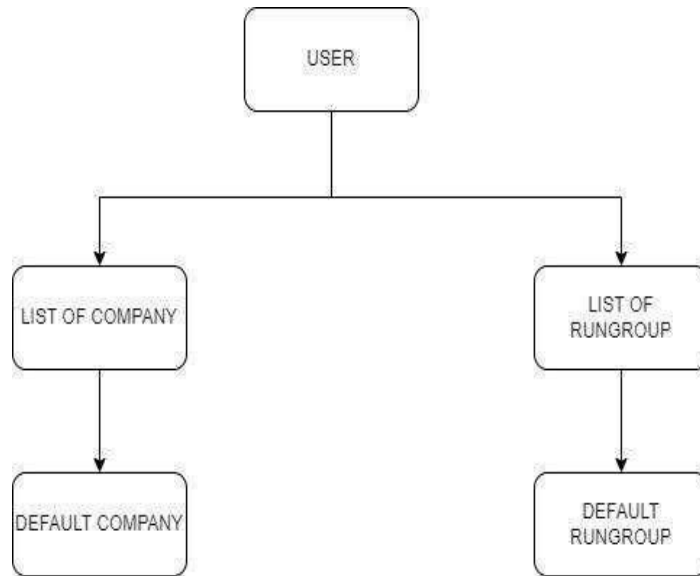 USER
LIST OF COMPANY
LIST OF
RUNGROUP
DEFAULT COMPANY
DEFAULT
RUNGROUP